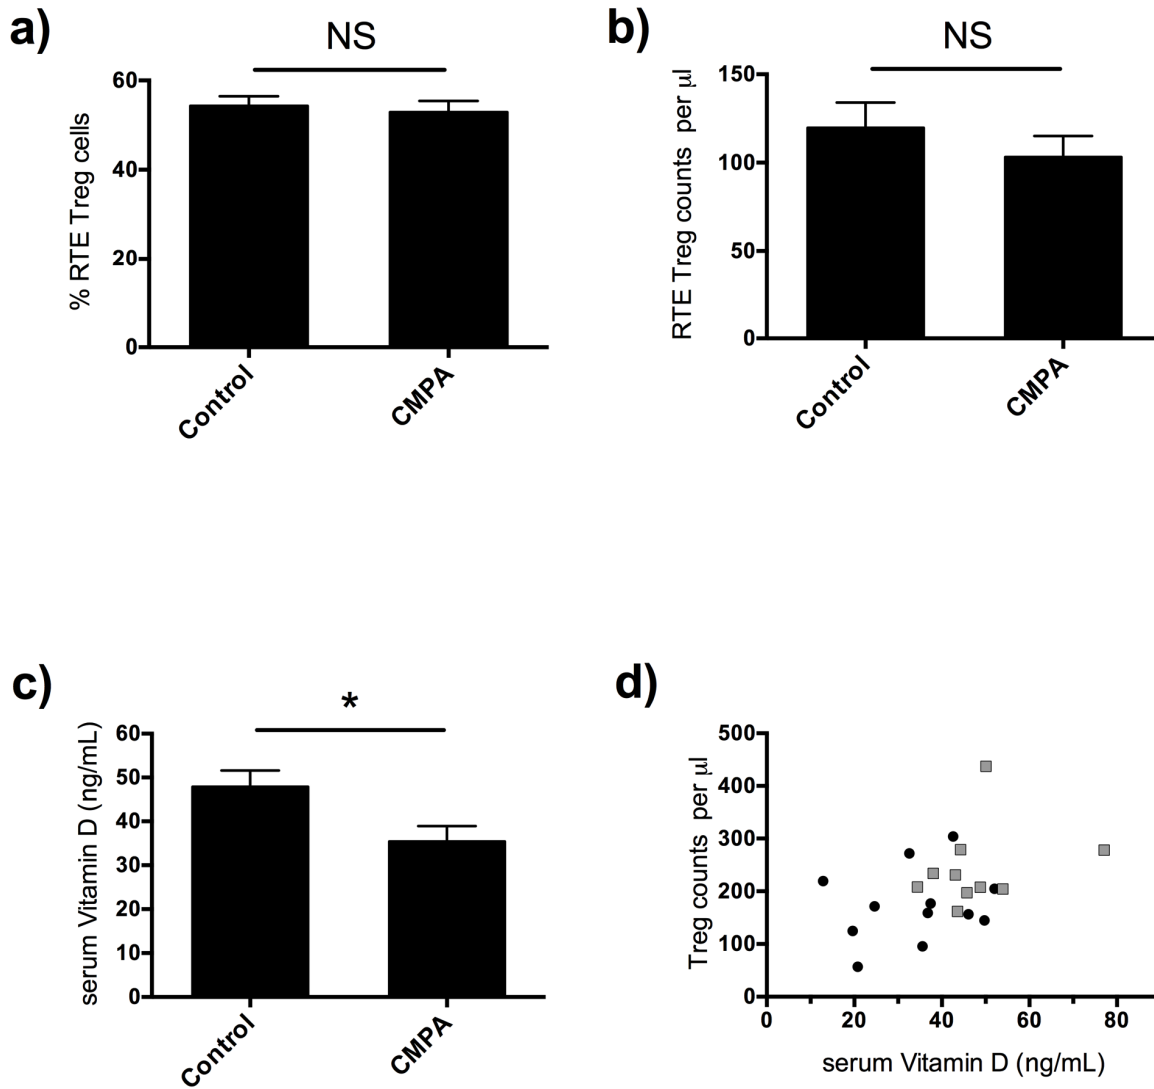 a)
NS
% RTE Treg cells
60
40
20
0
Control
CMPA
b)
NS
RTE Treg counts per μl
150
100
50
0
Control
CMPA
c)
*
serum Vitamin D (ng/mL)
60
50
40
30
20
10
0
Control
CMPA
d)
Treg counts per μl
500
400
300
200
100
0
0 20 40 60 80
serum Vitamin D (ng/mL)